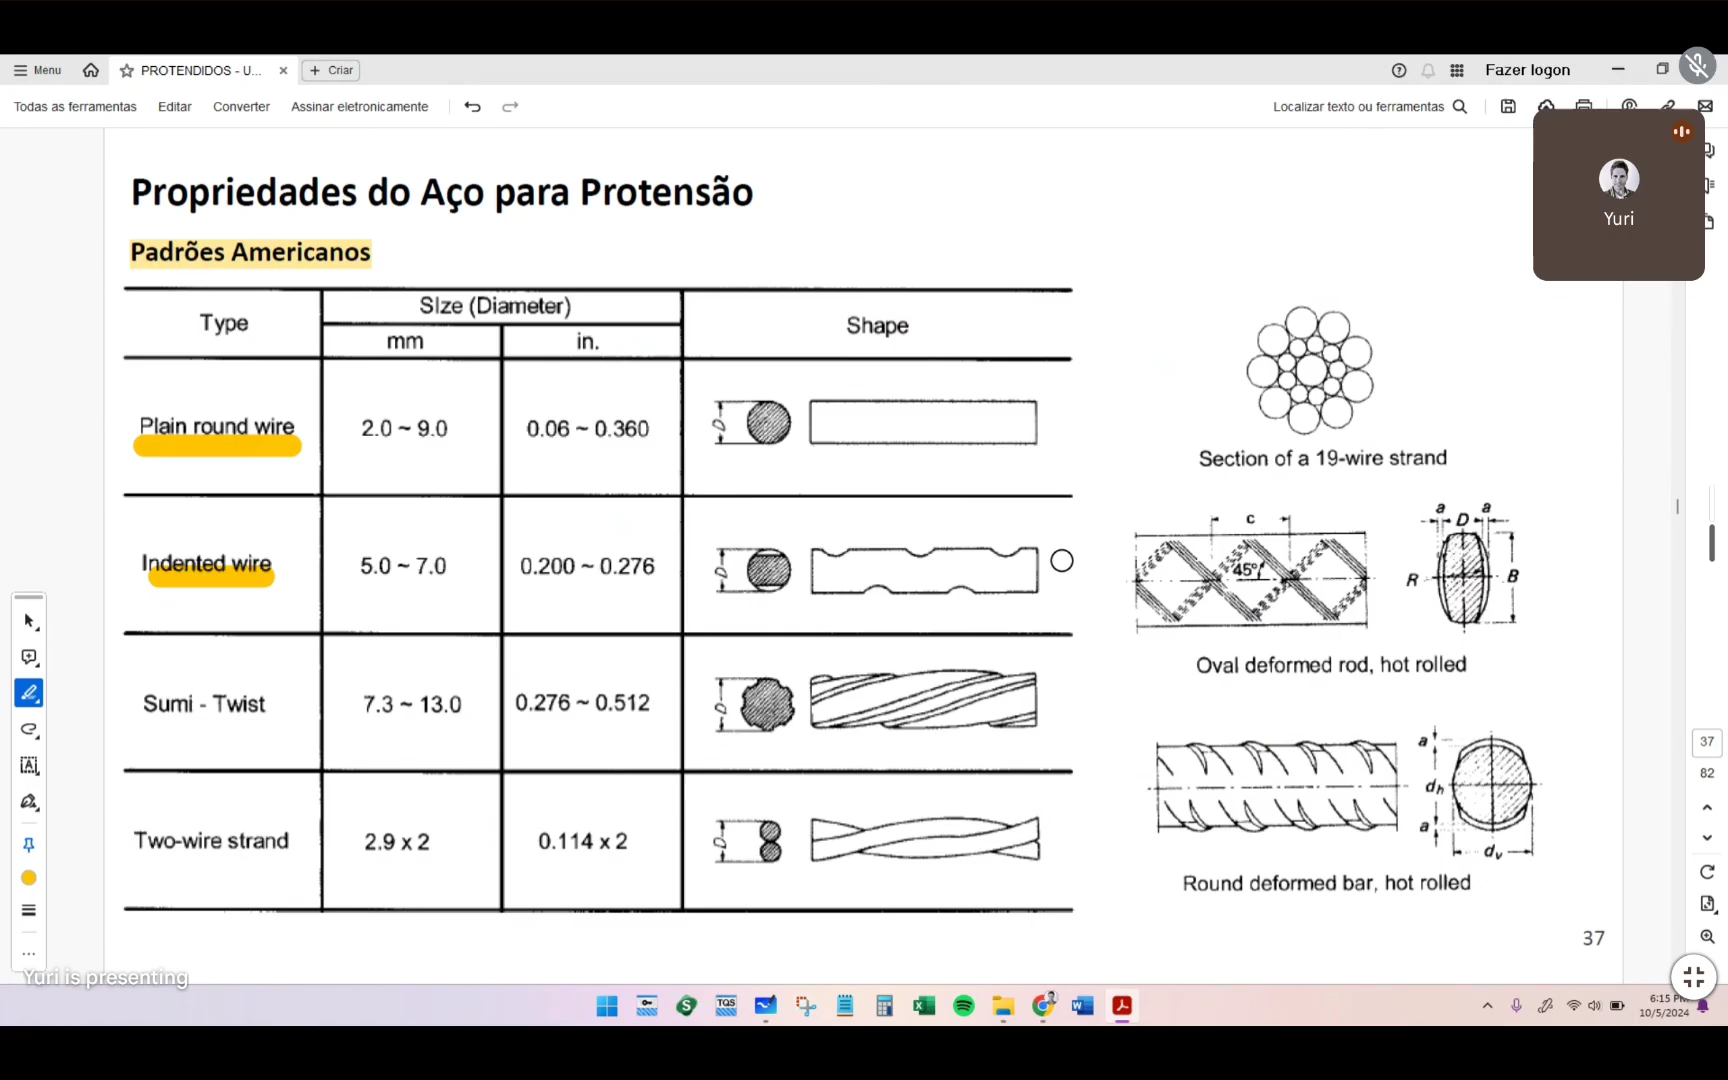 Menu
PROTENDIDOS - U...
Criar
Fazer logon
Todas as ferramentas
Editar
Converter
Assinar eletronicamente
Localizar texto ou ferramentas
Yuri
Propriedades do Aço para Protensão
Padrões Americanos
Type
SIze (Diameter)
mm
in.
Shape
Plain round wire
2.0 ~ 9.0
0.06 ~ 0.360
D
Indented wire
5.0 ~ 7.0
0.200 ~ 0.276
D
Sumi - Twist
7.3 ~ 13.0
0.276 ~ 0.512
D
Two-wire strand
2.9 x 2
0.114 x 2
D
Section of a 19-wire strand
c
45°
a D a
R
B
Oval deformed rod, hot rolled
a
dh
a
dv
Round deformed bar, hot rolled
37
37
82
Yuri is presenting
TQS
6:15 PM
10/5/2024